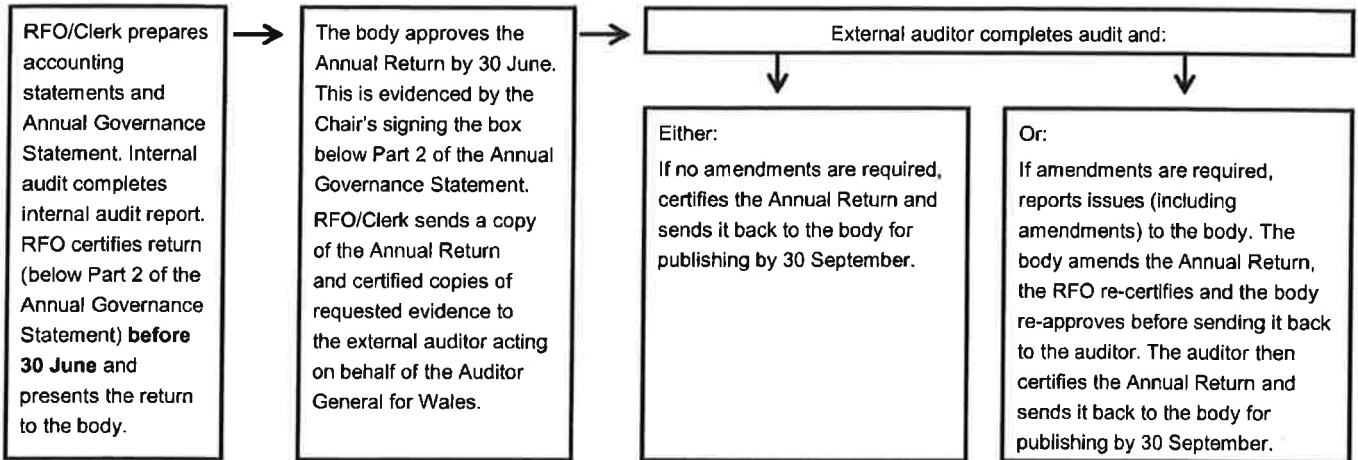 RFO/Clerk prepares
accounting
statements and
Annual Governance
Statement. Internal
audit completes
internal audit report.
RFO certifies return
(below Part 2 of the
Annual Governance
Statement) before
30 June and
presents the return
to the body.
The body approves the
Annual Return by 30 June.
This is evidenced by the
Chair's signing the box
below Part 2 of the Annual
Governance Statement.
RFO/Clerk sends a copy
of the Annual Return
and certified copies of
requested evidence to
the external auditor acting
on behalf of the Auditor
General for Wales.
External auditor completes audit and:
Either:
If no amendments are required,
certifies the Annual Return and
sends it back to the body for
publishing by 30 September.
Or:
If amendments are required,
reports issues (including
amendments) to the body. The
body amends the Annual Return,
the RFO re-certifies and the body
re-approves before sending it back
to the auditor. The auditor then
certifies the Annual Return and
sends it back to the body for
publishing by 30 September.